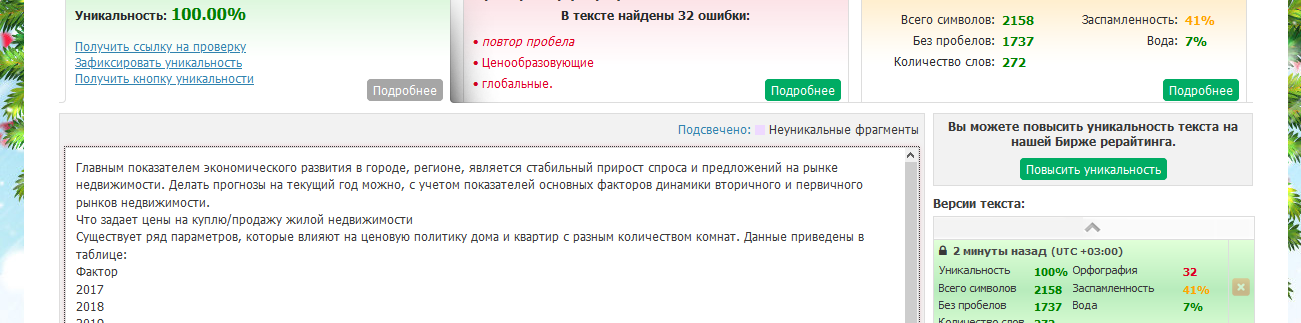 Уникальность: 100.00%
Получить ссылку на проверку
Зафиксировать уникальность
Получить кнопку уникальности
Подробнее
В тексте найдены 32 ошибки:
• повтор пробела
• Ценообразовующие
• глобальные.
Подробнее
Всего символов: 2158 Заспамленность: 41%
Без пробелов: 1737 Вода: 7%
Количество слов: 272
Подробнее
Подсвечено: Неуникальные фрагменты
Главным показателем экономического развития в городе, регионе, является стабильный прирост спроса и предложений на рынке
недвижимости. Делать прогнозы на текущий год можно, с учетом показателей основных факторов динамики вторичного и первичного
рынков недвижимости.
Что задает цены на куплю/продажу жилой недвижимости
Существует ряд параметров, которые влияют на ценовую политику дома и квартир с разным количеством комнат. Данные приведены в
таблице:
Фактор
2017
2018
2019
Вы можете повысить уникальность текста на
нашей Бирже рерайтинга.
Повысить уникальность
Версии текста:
2 минуты назад (UTC +03:00)
Уникальность 100% Орфография 32
Всего символов 2158 Заспамленность 41%
Без пробелов 1737 Вода 7%
Количество слов 272